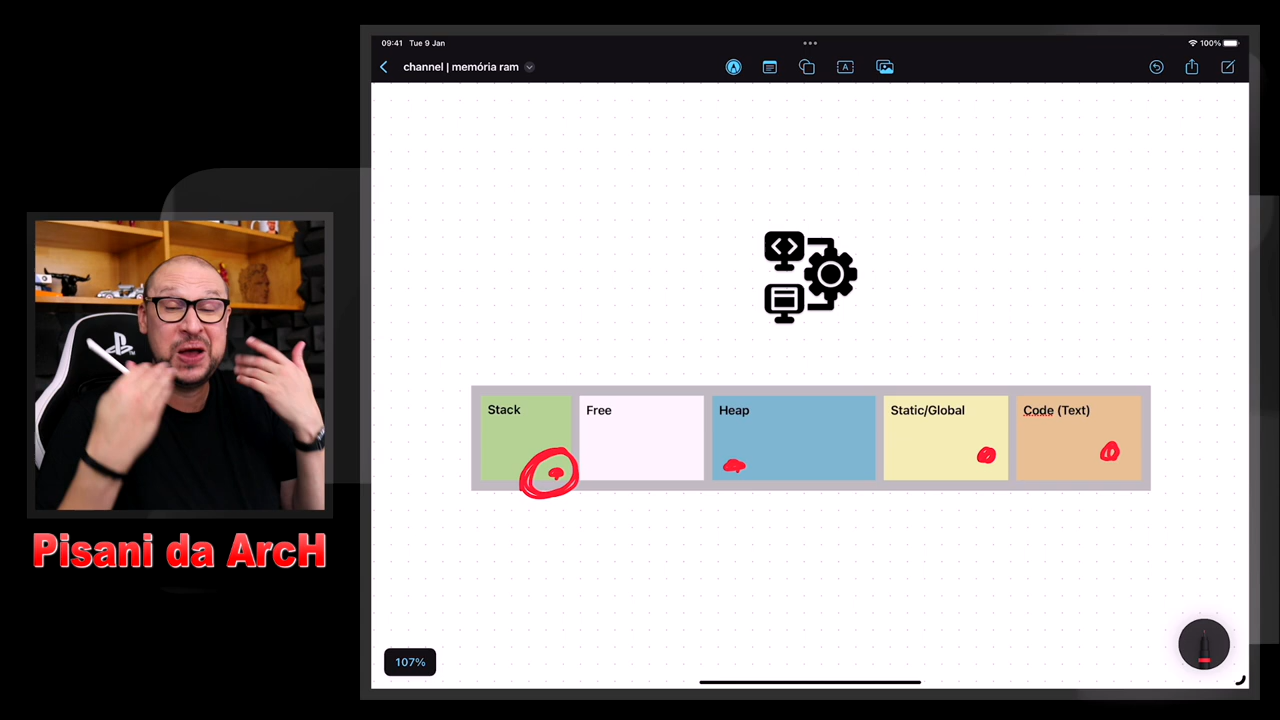 09:41 Tue 9 Jan
100%
channel | memória ram
A
Stack
Free
Heap
Static/Global
Code (Text)
Pisani da ArcH
107%